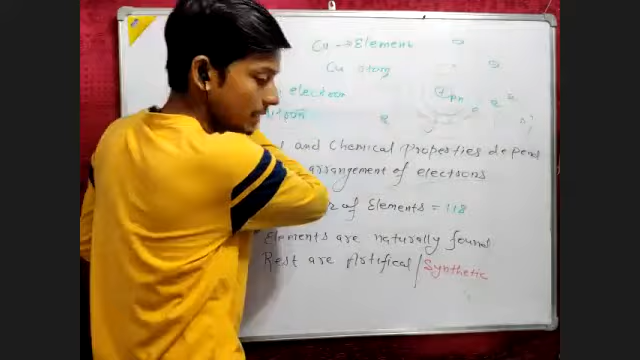 Cu → Element
Cu atom
electron
and Chemical properties depend
arrangement of electrons
of Elements = 118
Elements are naturally found
Rest are Artifical / Synthetic